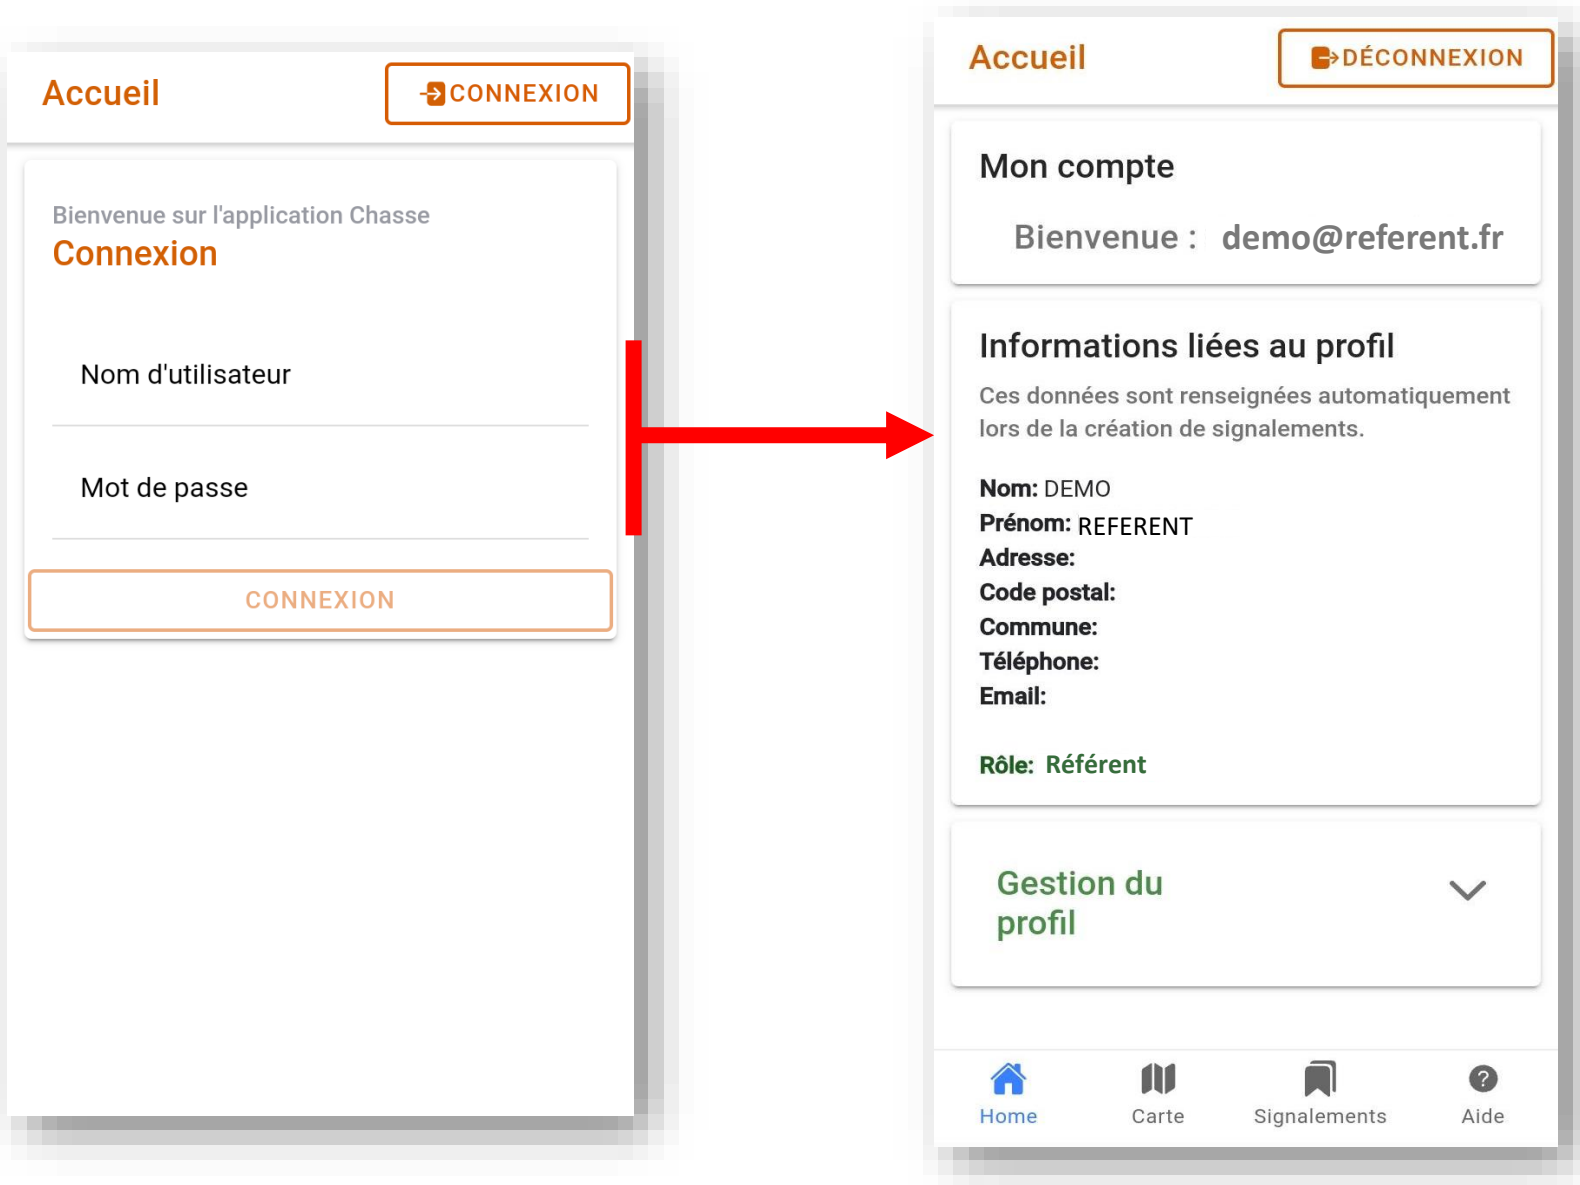 Accueil
CONNEXION
Bienvenue sur l'application Chasse
Connexion
Nom d'utilisateur
Mot de passe
CONNEXION
Accueil
DÉCONNEXION
Mon compte
Bienvenue : demo@referent.fr
Informations liées au profil
Ces données sont renseignées automatiquement
lors de la création de signalements.
Nom: DEMO
Prénom: REFERENT
Adresse:
Code postal:
Commune:
Téléphone:
Email:
Rôle: Référent
Gestion du
profil
Home
Carte
Signalements
Aide